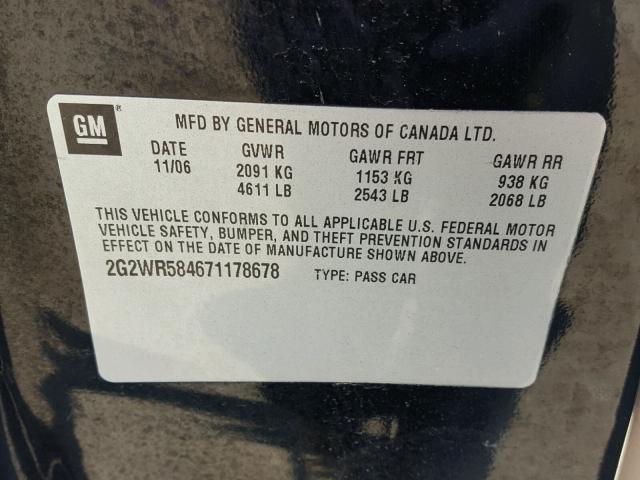 GM®
MFD BY GENERAL MOTORS OF CANADA LTD.
DATE GVWR GAWR FRT GAWR RR
11/06 2091 KG 1153 KG 938 KG
4611 LB 2543 LB 2068 LB
THIS VEHICLE CONFORMS TO ALL APPLICABLE U.S. FEDERAL MOTOR
VEHICLE SAFETY, BUMPER, AND THEFT PREVENTION STANDARDS IN
EFFECT ON THE DATE OF MANUFACTURE SHOWN ABOVE.
2G2WR584671178678 TYPE: PASS CAR